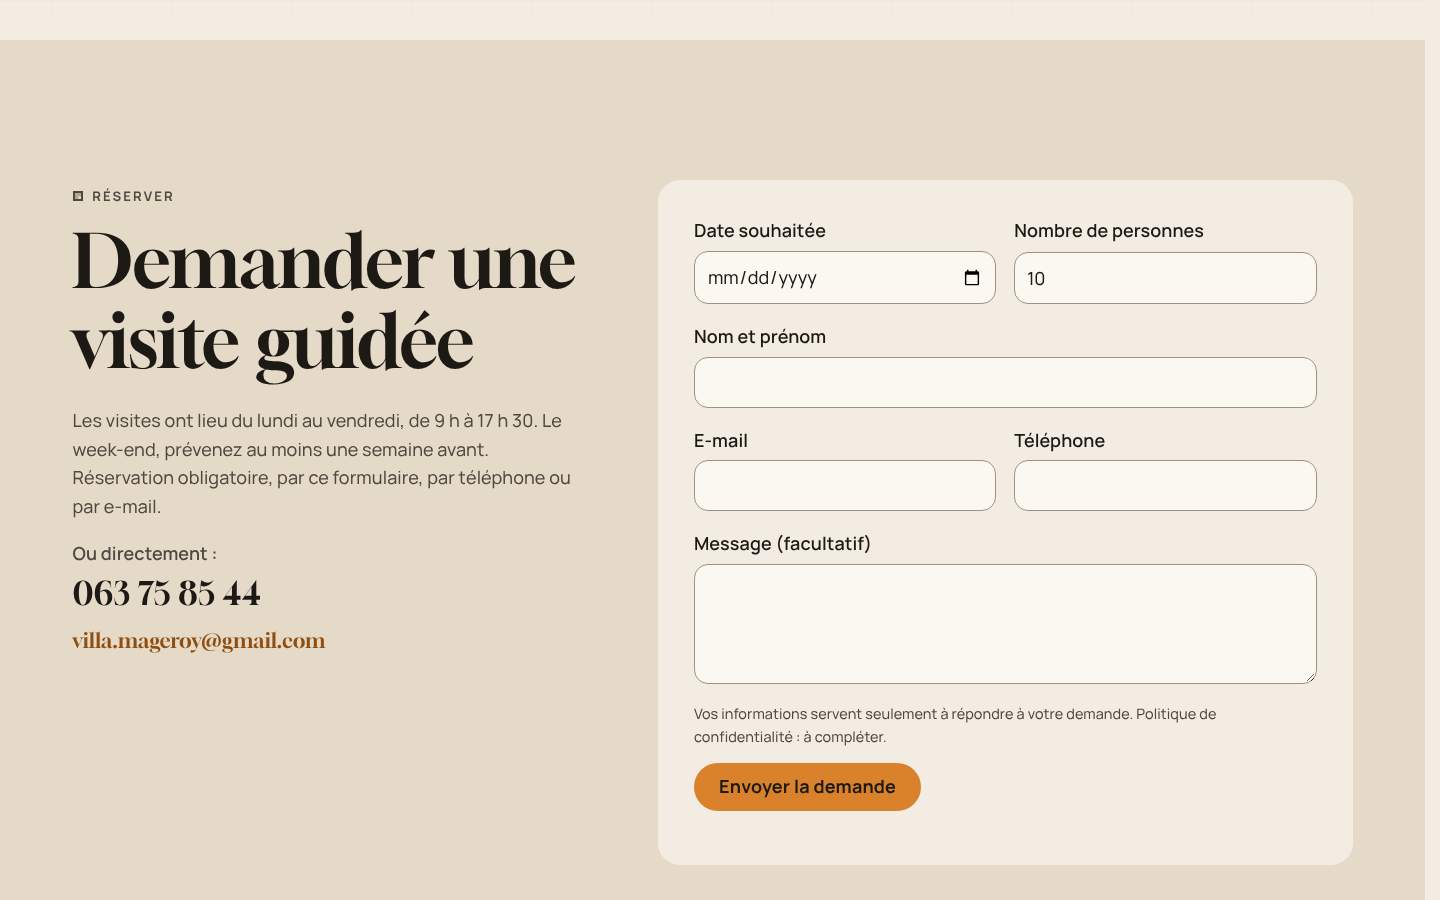 RÉSERVER
Demander une
visite guidée
Les visites ont lieu du lundi au vendredi, de 9 h à 17 h 30. Le
week-end, prévenez au moins une semaine avant.
Réservation obligatoire, par ce formulaire, par téléphone ou
par e-mail.
Ou directement :
063 75 85 44
villa.mageroy@gmail.com
Date souhaitée
Nombre de personnes
mm/dd/yyyy
10
Nom et prénom
E-mail
Téléphone
Message (facultatif)
Vos informations servent seulement à répondre à votre demande. Politique de
confidentialité : à compléter.
Envoyer la demande